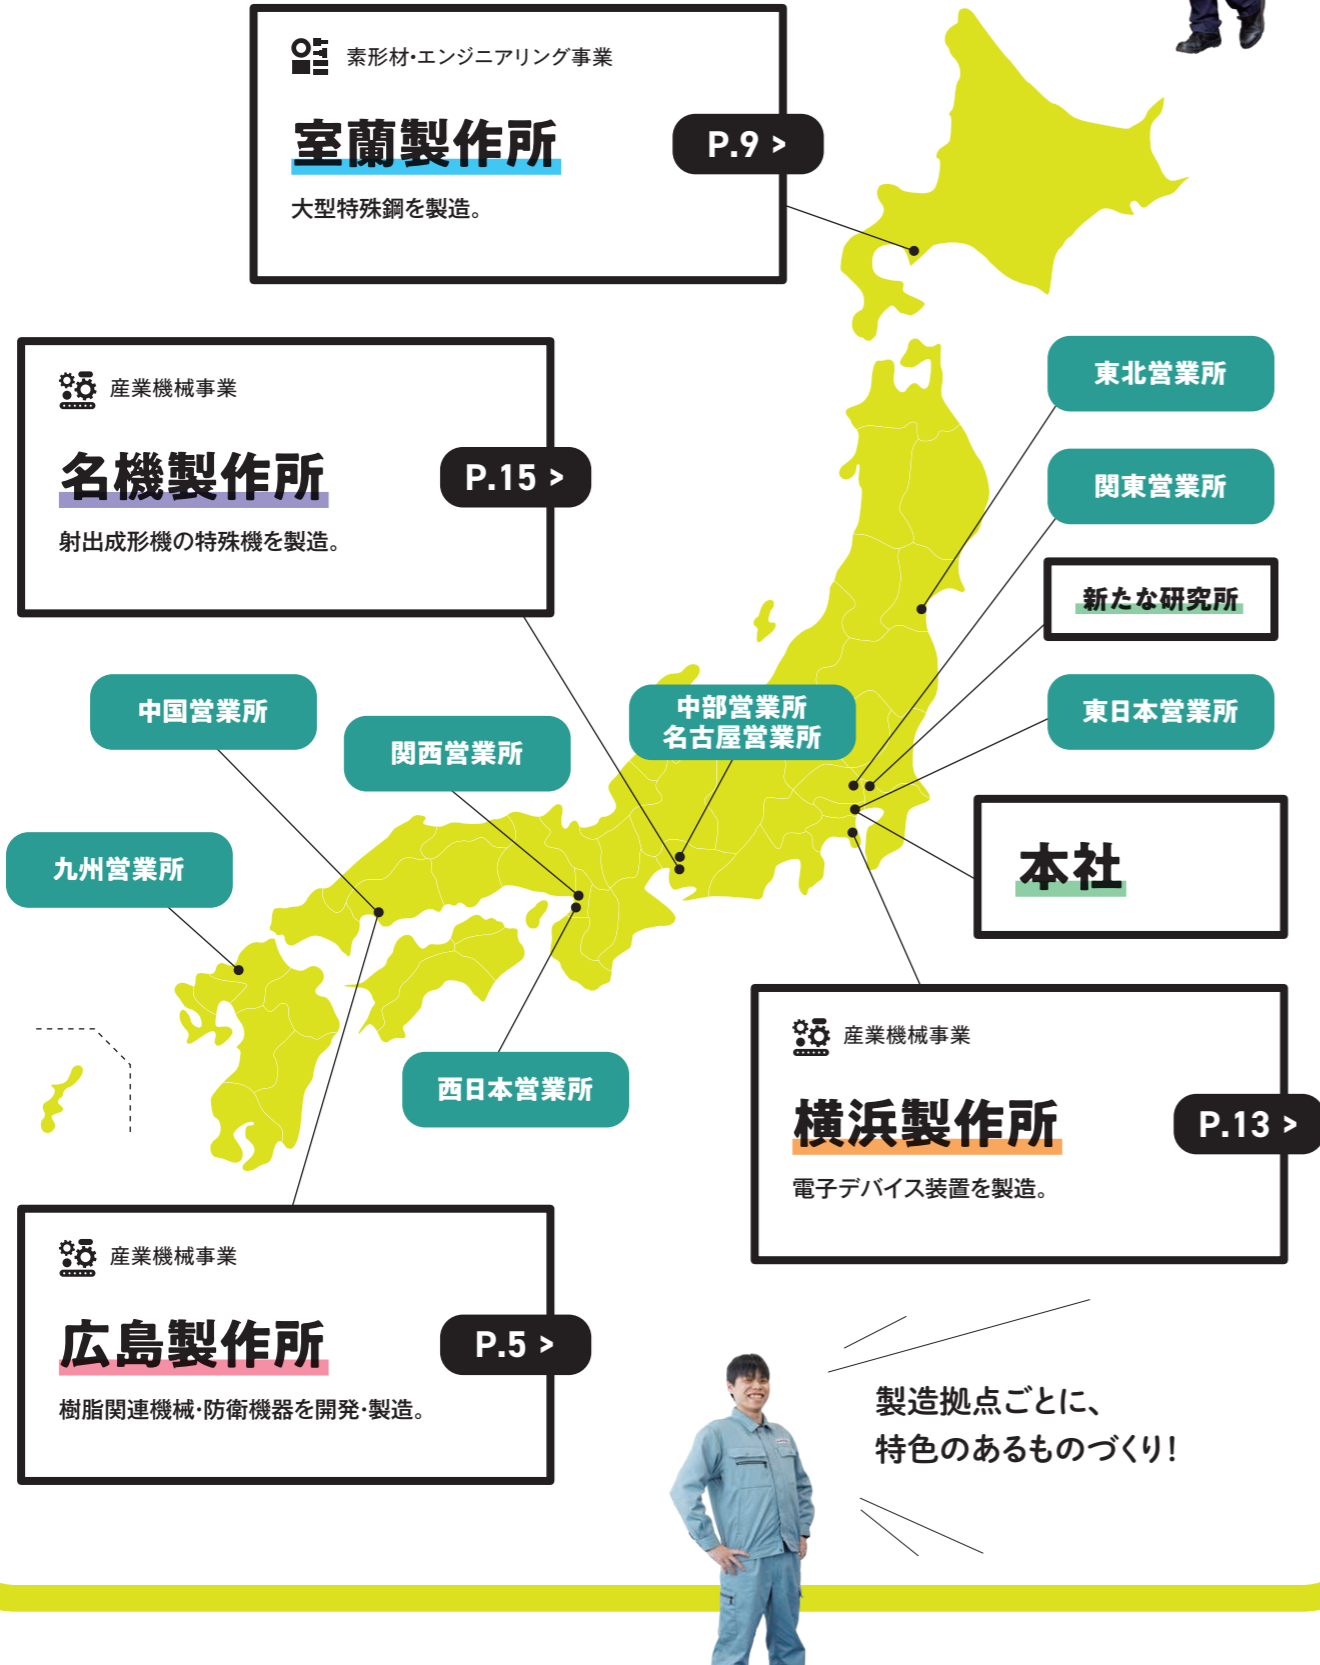 素形材・エンジニアリング事業
室蘭製作所
P.9 >
大型特殊鋼を製造。
産業機械事業
名機製作所
P.15 >
射出成形機の特殊機を製造。
東北営業所
関東営業所
新たな研究所
東日本営業所
本社
中部営業所
名古屋営業所
中国営業所
関西営業所
九州営業所
西日本営業所
産業機械事業
横浜製作所
P.13 >
電子デバイス装置を製造。
産業機械事業
広島製作所
P.5 >
樹脂関連機械・防衛機器を開発・製造。
製造拠点ごとに、
特色のあるものづくり!